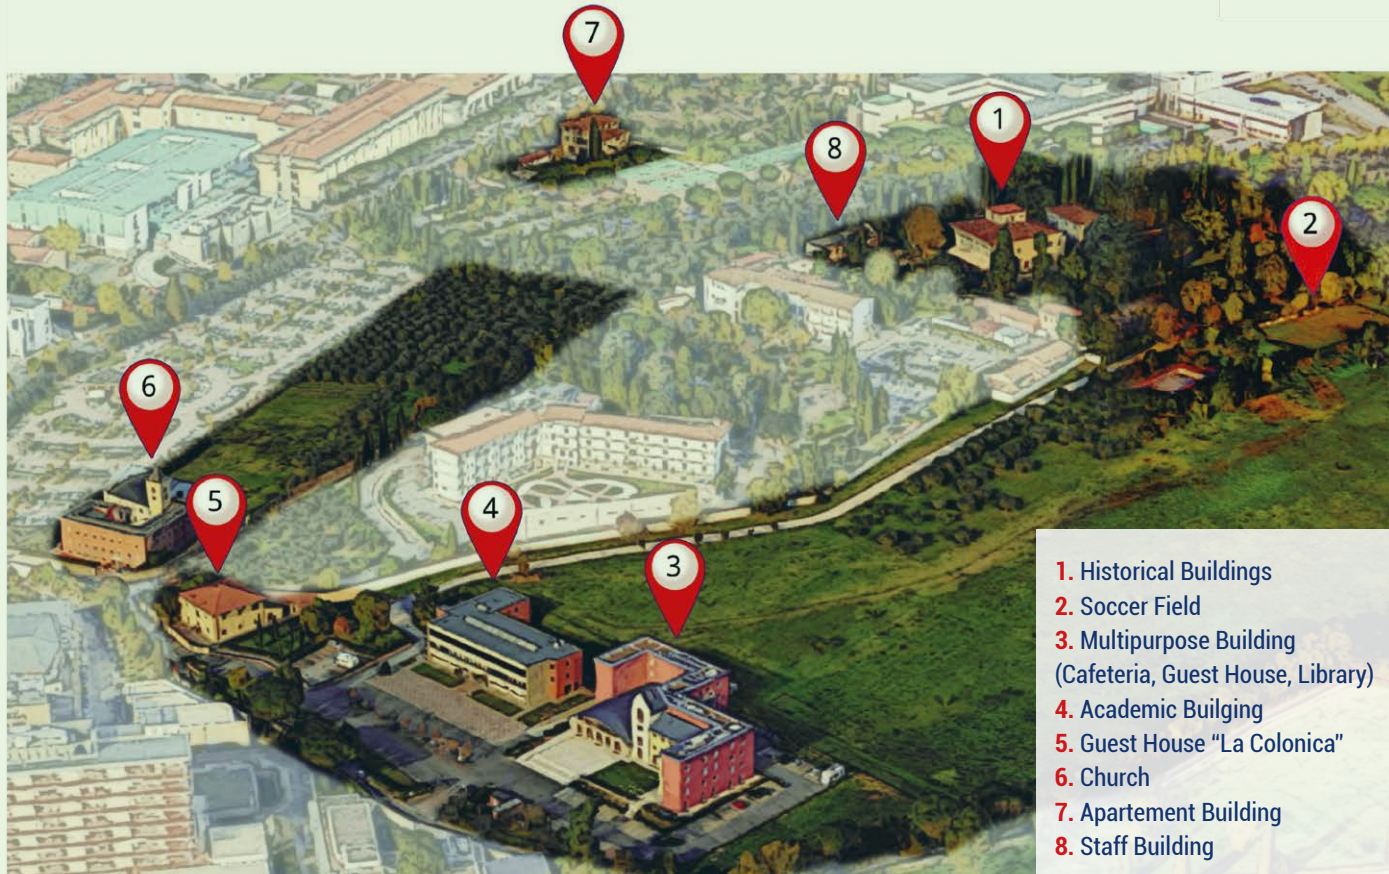 7
1
8
2
6
5
4
3
1. Historical Buildings
2. Soccer Field
3. Multipurpose Building
(Cafeteria, Guest House, Library)
4. Academic Builging
5. Guest House “La Colonica”
6. Church
7. Apartement Building
8. Staff Building